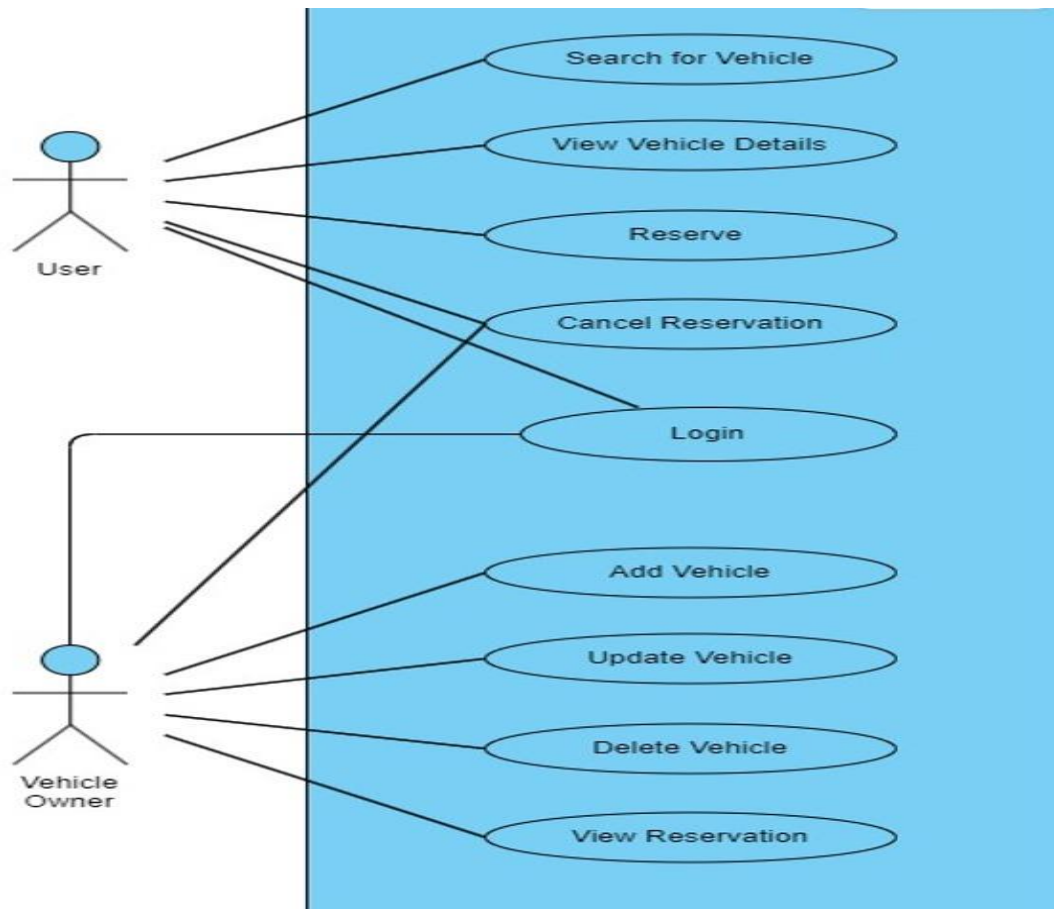 Search for Vehicle
View Vehicle Details
Reserve
User
Cancel Reservation
Login
Add Vehicle
Update Vehicle
Delete Vehicle
Vehicle
Owner
View Reservation